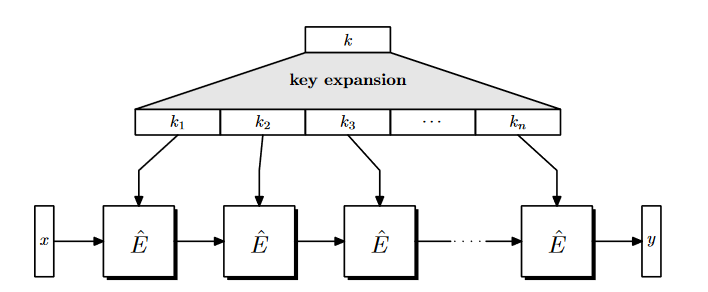 k
key expansion
k₁ k₂ k₃ ⋯ kₙ
x Ê Ê Ê ···· Ê y